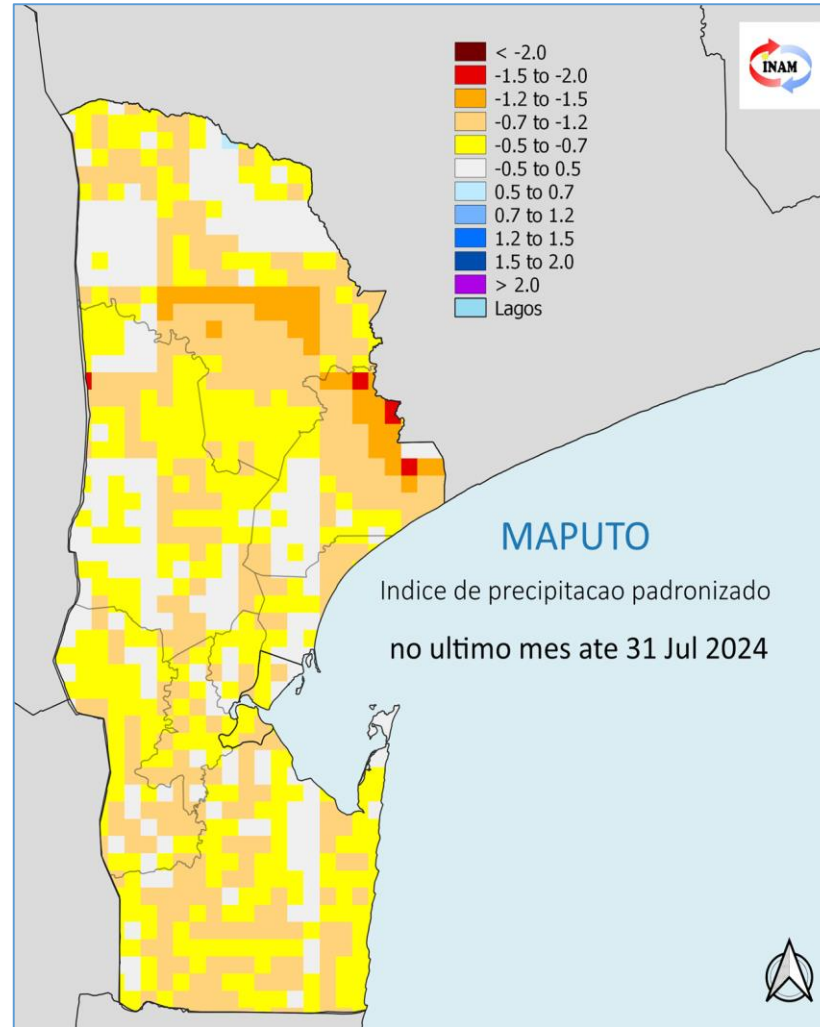 < -2.0
-1.5 to -2.0
-1.2 to -1.5
-0.7 to -1.2
-0.5 to -0.7
-0.5 to 0.5
0.5 to 0.7
0.7 to 1.2
1.2 to 1.5
1.5 to 2.0
> 2.0
Lagos
INAM
MAPUTO
Indice de precipitacao padronizado
no ultimo mes ate 31 Jul 2024